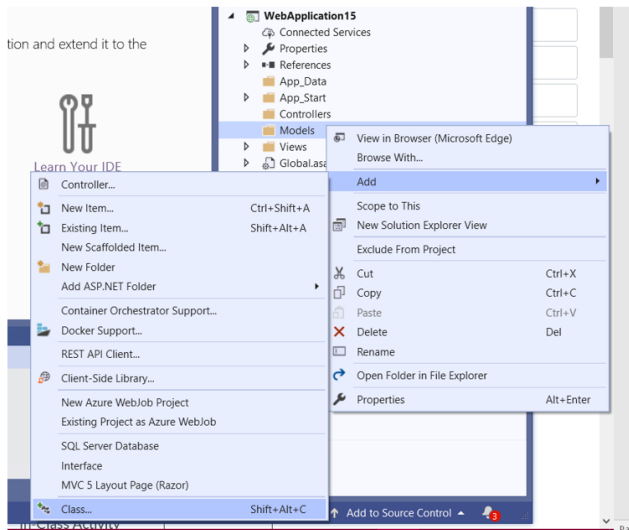 WebApplication15
Connected Services
tion and extend it to the
Properties
References
App_Data
App_Start
Controllers
Models
Views
Global.asa
Learn Your IDE
View in Browser (Microsoft Edge)
Browse With...
Add
Scope to This
New Solution Explorer View
Exclude From Project
Cut Ctrl+X
Copy Ctrl+C
Paste Ctrl+V
Delete Del
Rename
Open Folder in File Explorer
Properties Alt+Enter
Controller...
New Item... Ctrl+Shift+A
Existing Item... Shift+Alt+A
New Scaffolded Item...
New Folder
Add ASP.NET Folder
Container Orchestrator Support...
Docker Support...
REST API Client...
Client-Side Library...
New Azure WebJob Project
Existing Project as Azure WebJob
SQL Server Database
Interface
MVC 5 Layout Page (Razor)
Class... Shift+Alt+C
Add to Source Control
3
In-Class Activity